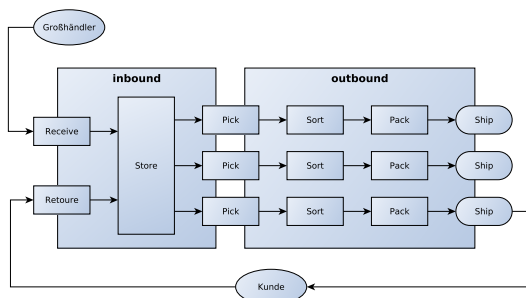 Großhändler
inbound
outbound
Receive
Retoure
Store
Pick
Sort
Pack
Ship
Pick
Sort
Pack
Ship
Pick
Sort
Pack
Ship
Kunde